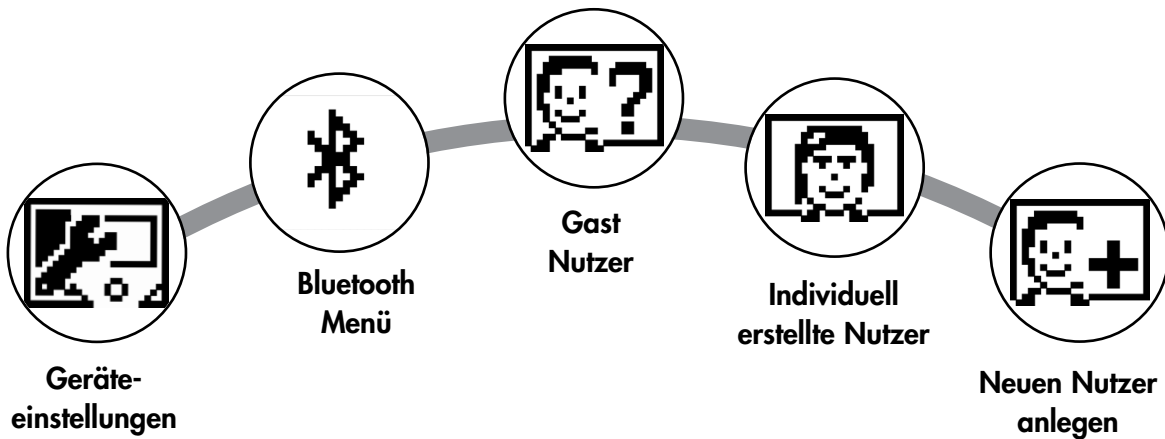 Geräte-
einstellungen
Bluetooth
Menü
Gast
Nutzer
Individuell
erstellte Nutzer
Neuen Nutzer
anlegen